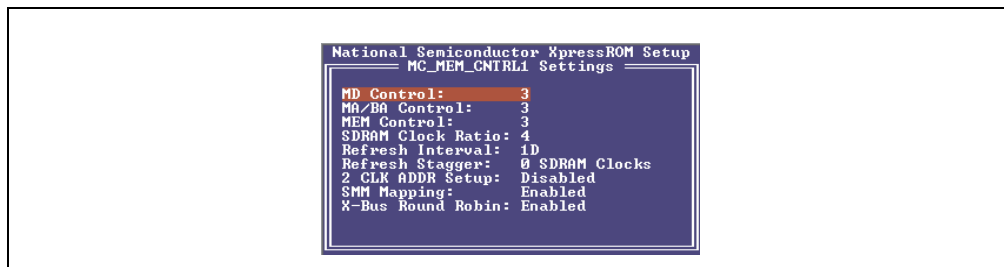 National Semiconductor XpressROM Setup
MC_MEM_CNTRL1 Settings
MD Control: 3
MA/BA Control: 3
MEM Control: 3
SDRAM Clock Ratio: 4
Refresh Interval: 1D
Refresh Stagger: 0 SDRAM Clocks
2 CLK ADDR Setup: Disabled
SMM Mapping: Enabled
X-Bus Round Robin: Enabled